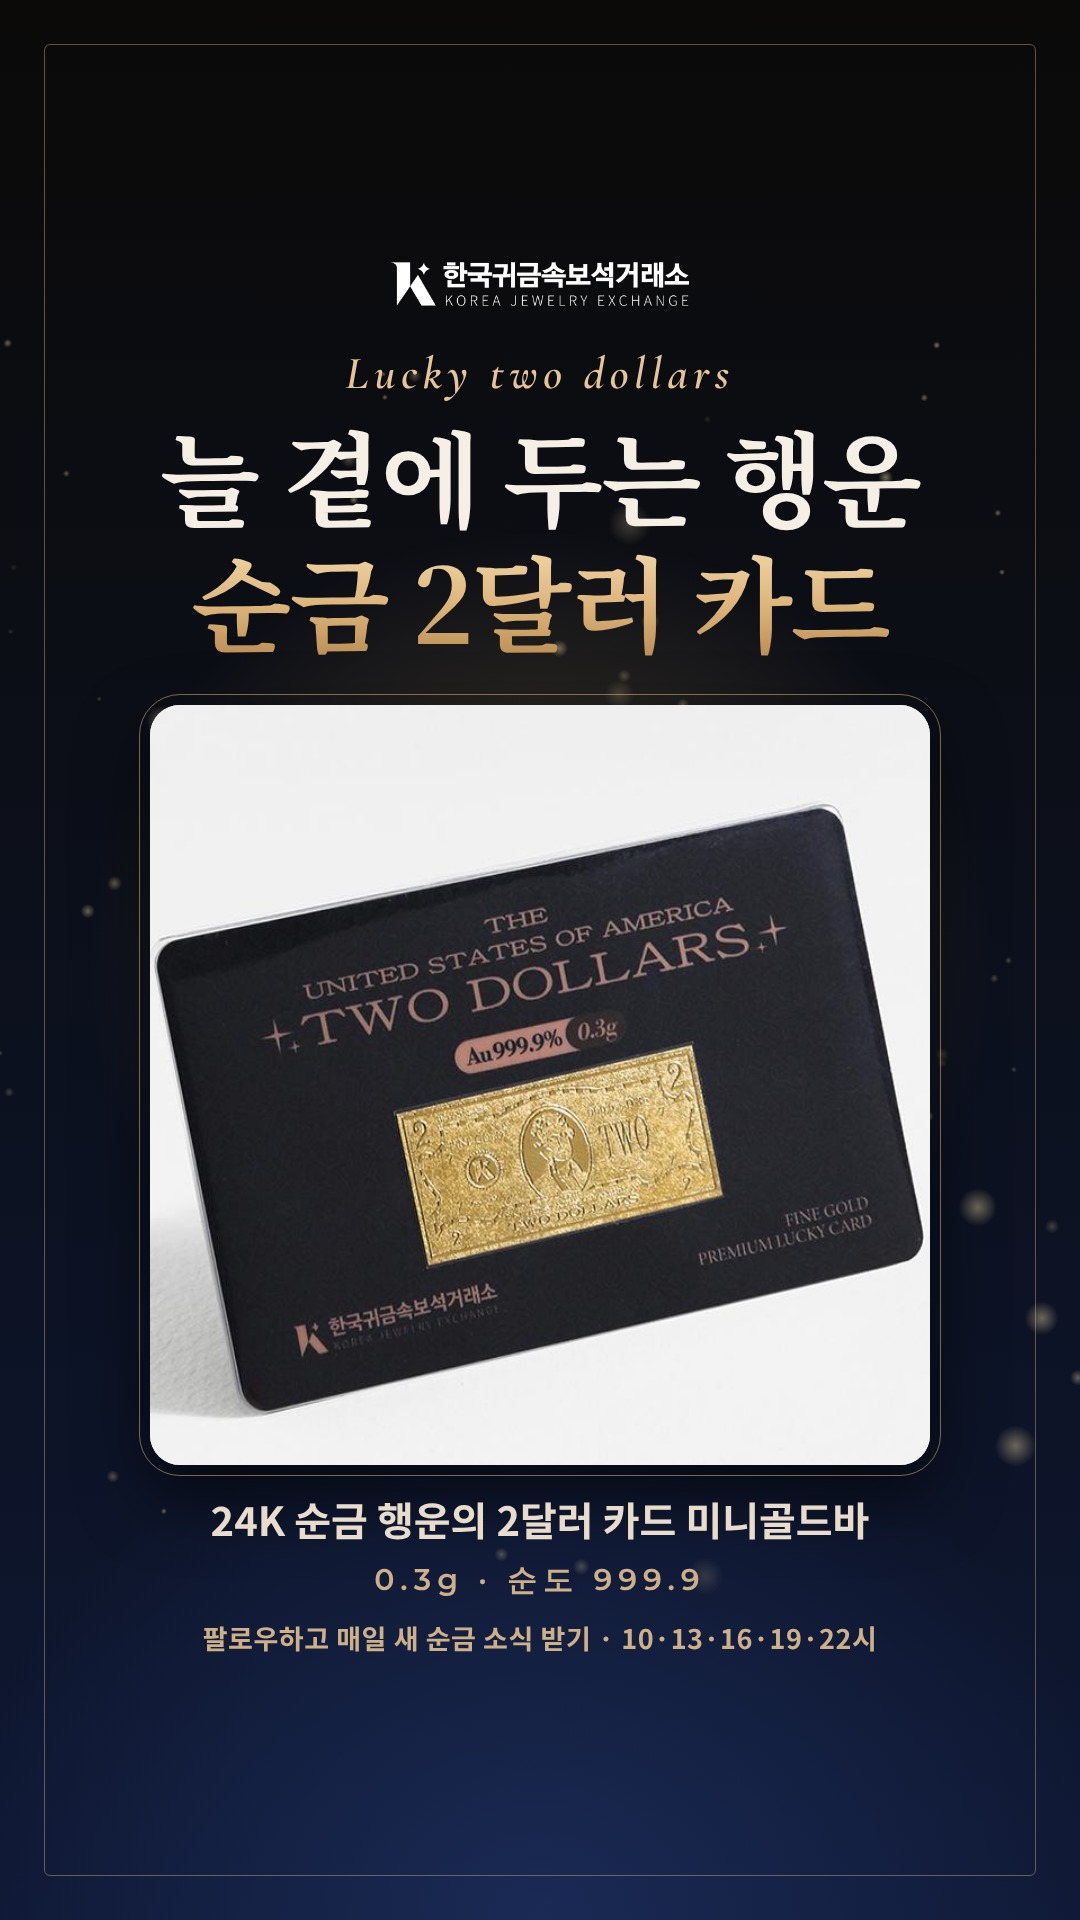 한국귀금속보석거래소
KOREA JEWELRY EXCHANGE
Lucky two dollars
늘 곁에 두는 행운
순금 2달러 카드
THE
UNITED STATES OF AMERICA
TWO DOLLARS
Au999.9% 0.3g
2 2
TWO
K
TWO DOLLARS
2
FINE GOLD
PREMIUM LUCKY CARD
한국귀금속보석거래소
KOREA JEWELRY EXCHANGE
24K 순금 행운의 2달러 카드 미니골드바
0.3g · 순도 999.9
팔로우하고 매일 새 순금 소식 받기 · 10·13·16·19·22시